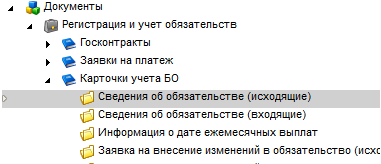 Документы
Регистрация и учет обязательств
Госконтракты
Заявки на платеж
Карточки учета БО
Сведения об обязательстве (исходящие)
Сведения об обязательстве (входящие)
Информация о дате ежемесячных выплат
Заявка на внесение изменений в обязательство (исх